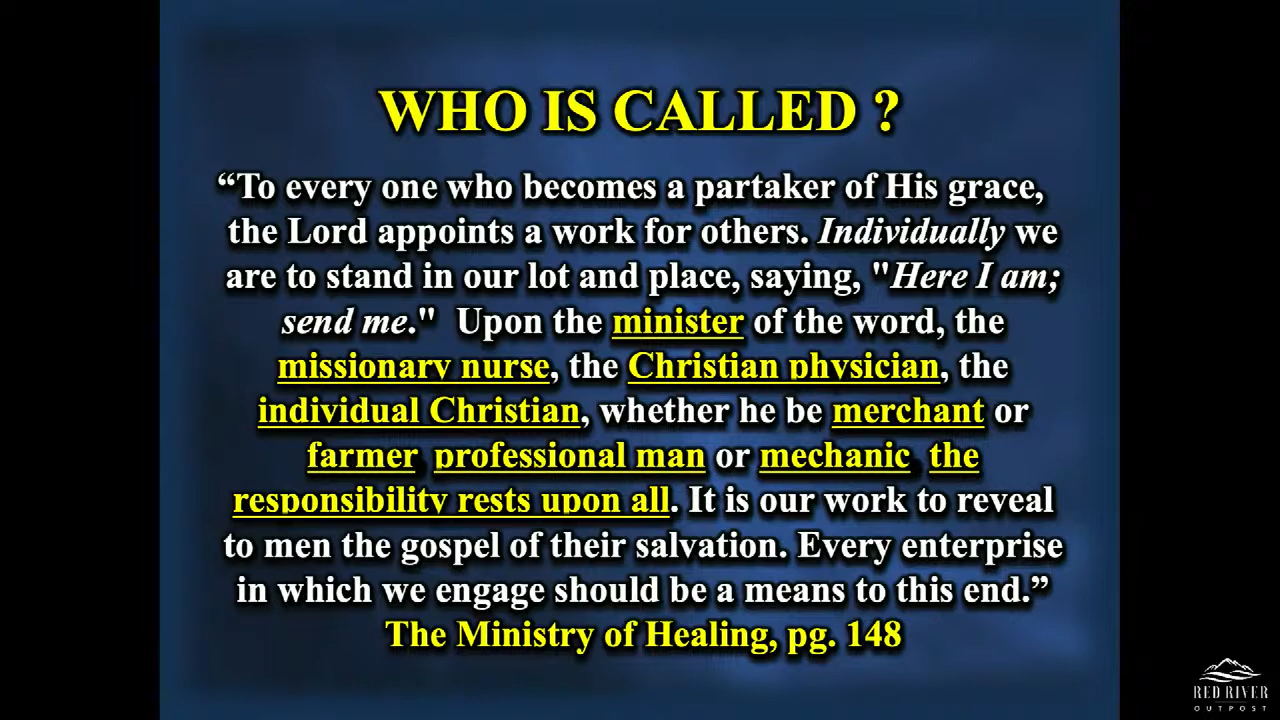 WHO IS CALLED ?
“To every one who becomes a partaker of His grace,
the Lord appoints a work for others. Individually we
are to stand in our lot and place, saying, "Here I am;
send me."  Upon the minister of the word, the
missionary nurse, the Christian physician, the
individual Christian, whether he be merchant or
farmer  professional man or mechanic  the
responsibility rests upon all. It is our work to reveal
to men the gospel of their salvation. Every enterprise
in which we engage should be a means to this end.”
The Ministry of Healing, pg. 148
RED RIVER
OUTPOST